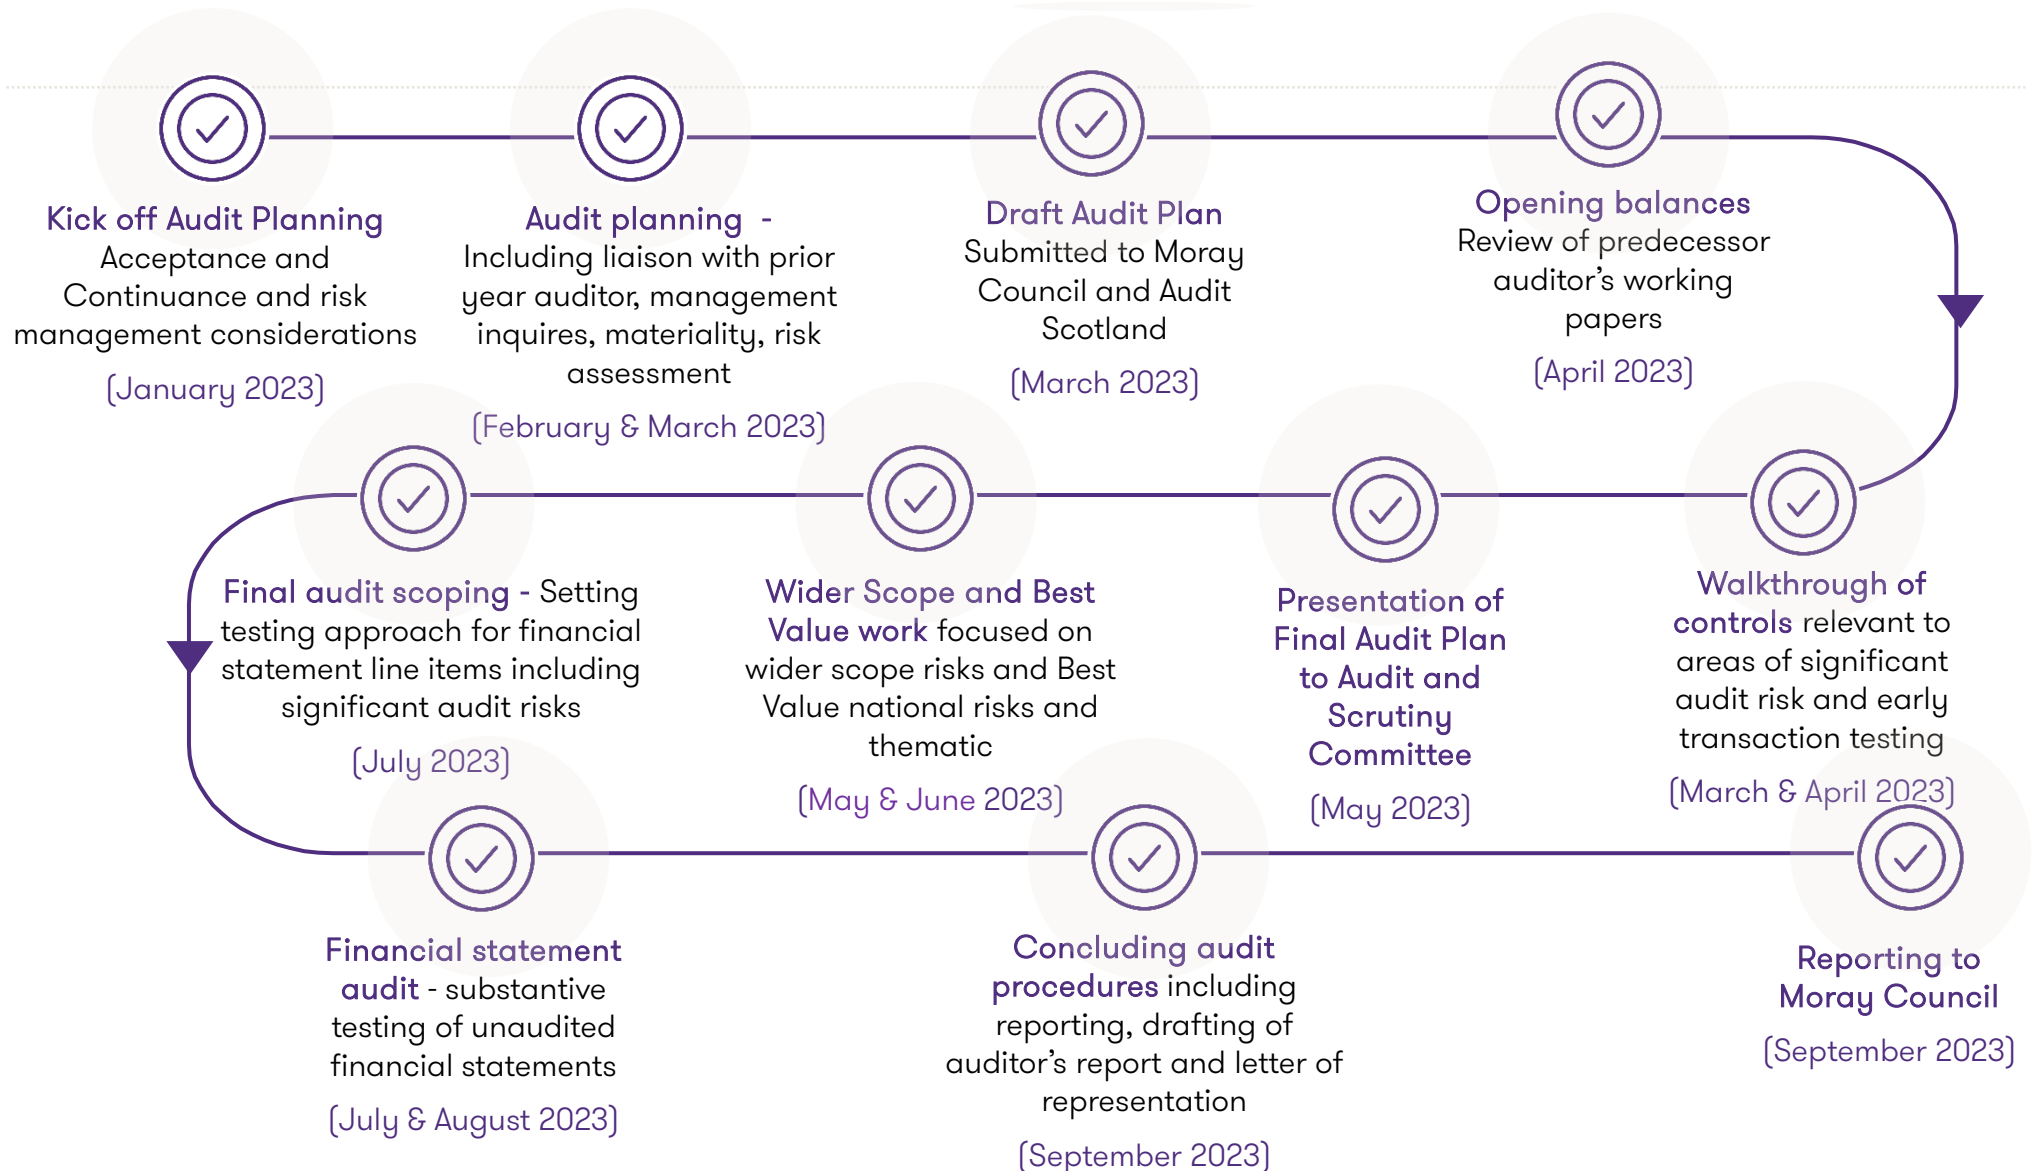 Kick off Audit Planning
Acceptance and
Continuance and risk
management considerations
(January 2023)
Audit planning -
Including liaison with prior
year auditor, management
inquires, materiality, risk
assessment
(February & March 2023)
Draft Audit Plan
Submitted to Moray
Council and Audit
Scotland
(March 2023)
Opening balances
Review of predecessor
auditor’s working
papers
(April 2023)
Walkthrough of
controls relevant to
areas of significant
audit risk and early
transaction testing
(March & April 2023)
Presentation of
Final Audit Plan
to Audit and
Scrutiny
Committee
(May 2023)
Wider Scope and Best
Value work focused on
wider scope risks and Best
Value national risks and
thematic
(May & June 2023)
Final audit scoping - Setting
testing approach for financial
statement line items including
significant audit risks
(July 2023)
Financial statement
audit - substantive
testing of unaudited
financial statements
(July & August 2023)
Concluding audit
procedures including
reporting, drafting of
auditor’s report and letter of
representation
(September 2023)
Reporting to
Moray Council
(September 2023)